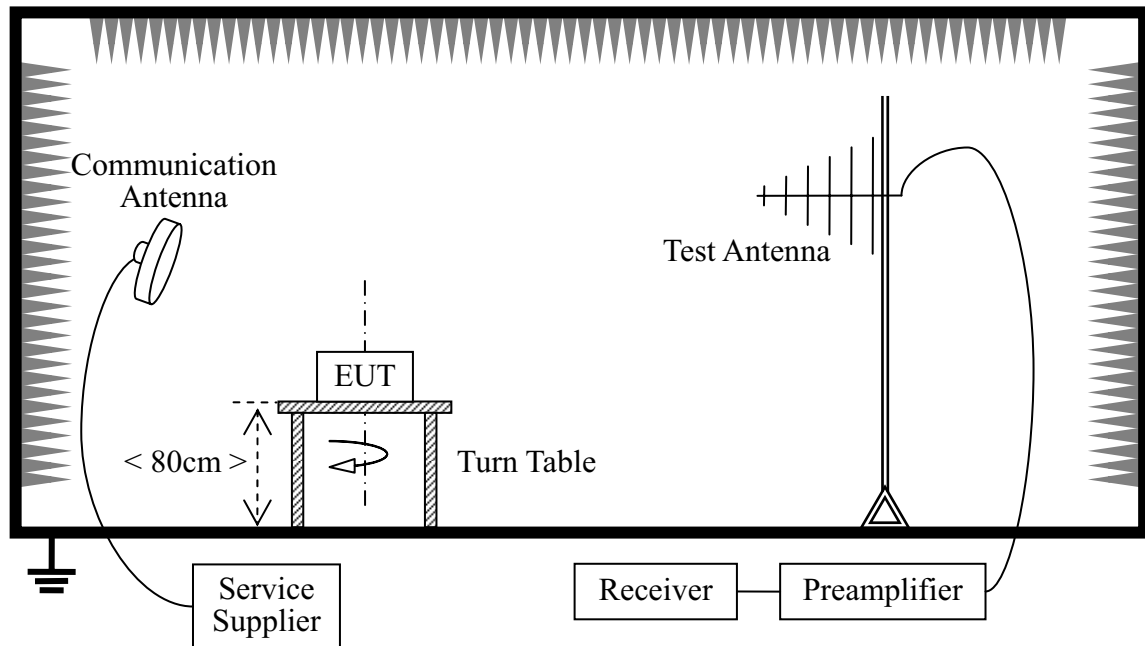 Communication
Antenna
Test Antenna
EUT
< 80cm >
Turn Table
Service
Supplier
Receiver
Preamplifier